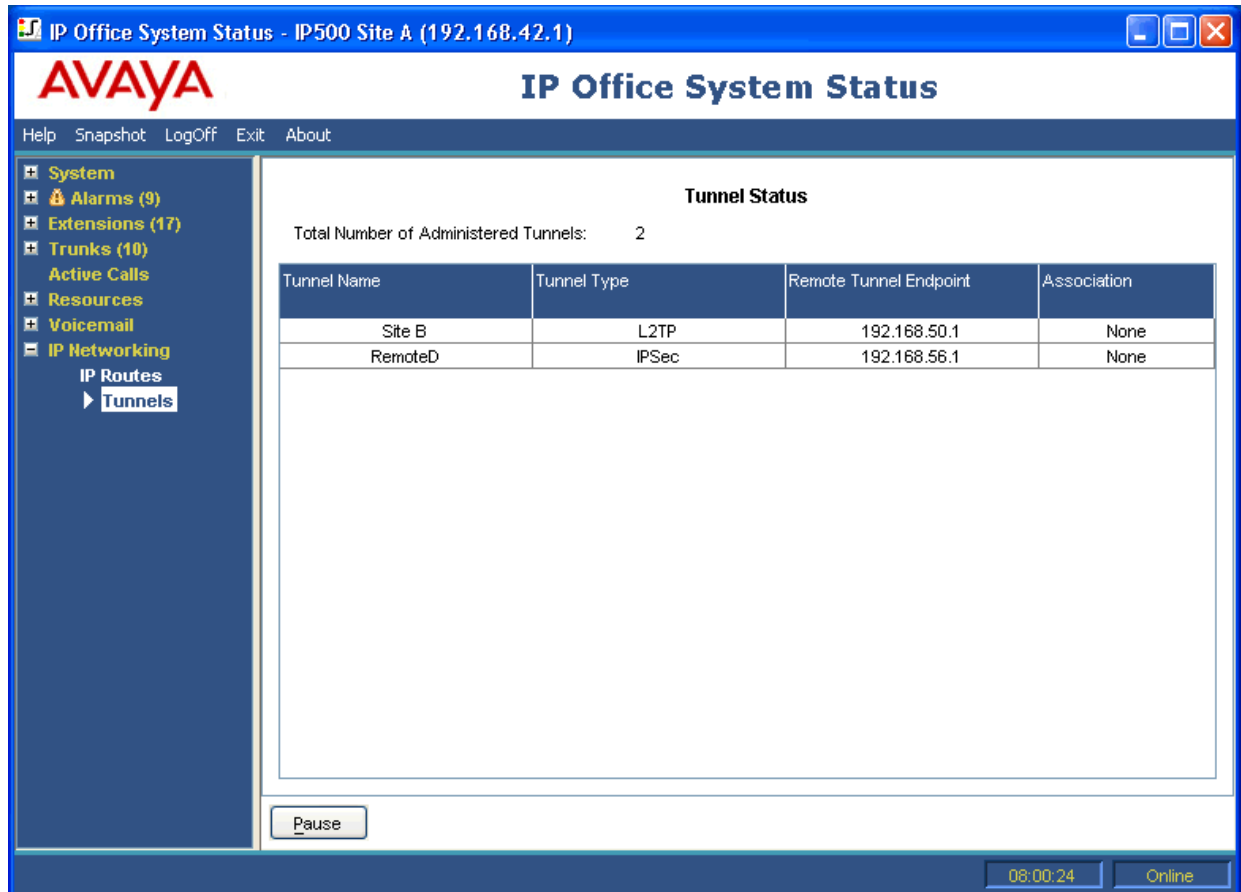 IP Office System Status - IP500 Site A (192.168.42.1)
AVAYA
IP Office System Status
Help Snapshot LogOff Exit About
System
Alarms (9)
Extensions (17)
Trunks (10)
Active Calls
Resources
Voicemail
IP Networking
IP Routes
Tunnels
Tunnel Status
Total Number of Administered Tunnels: 2
Tunnel Name Tunnel Type Remote Tunnel Endpoint Association
Site B L2TP 192.168.50.1 None
RemoteD IPSec 192.168.56.1 None
Pause
08:00:24 Online